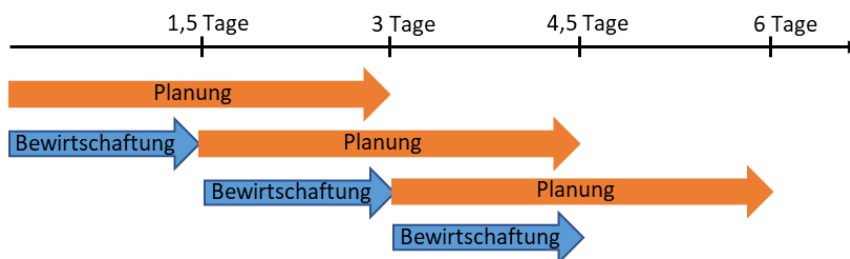 1,5 Tage 3 Tage 4,5 Tage 6 Tage
Planung
Bewirtschaftung Planung
Bewirtschaftung Planung
Bewirtschaftung